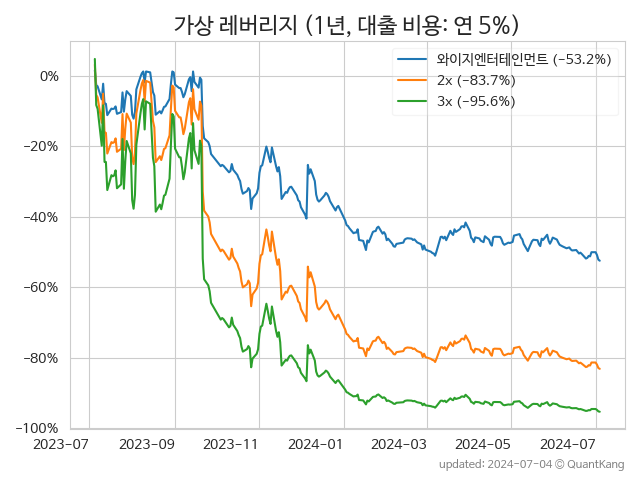 가상 레버리지 (1년, 대출 비용: 연 5%)
와이지엔터테인먼트 (−53.2%)
2x (−83.7%)
3x (−95.6%)
0%
−20%
−40%
−60%
−80%
−100%
2023-07 2023-09 2023-11 2024-01 2024-03 2024-05 2024-07
updated: 2024-07-04 © QuantKang